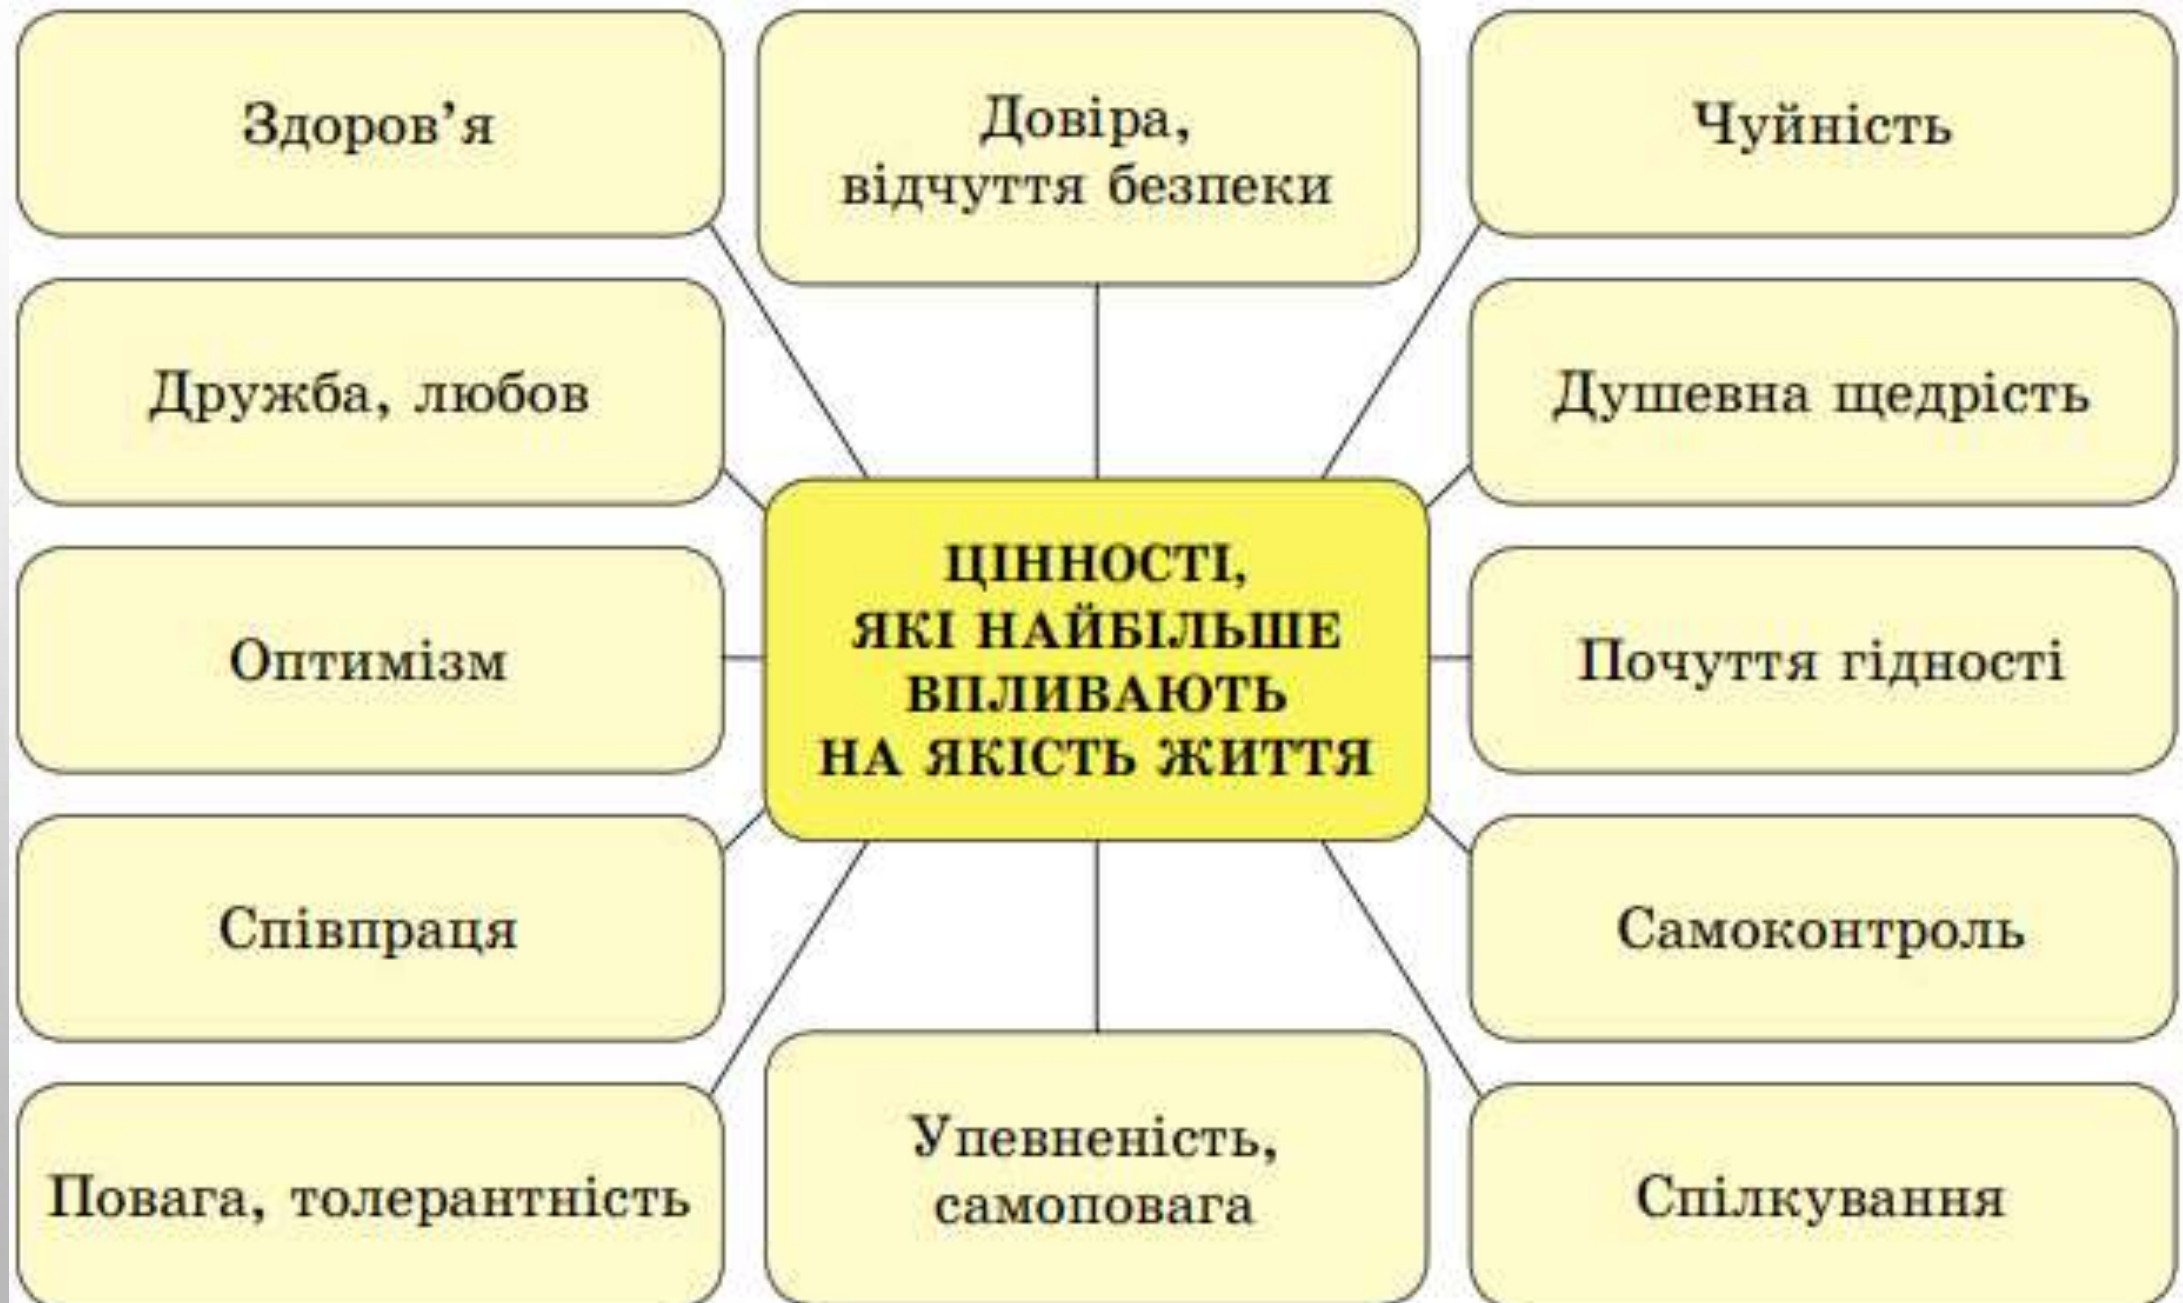 Здоров’я
Довіра,
відчуття безпеки
Чуйність
Дружба, любов
Душевна щедрість
ЦІННОСТІ,
ЯКІ НАЙБІЛЬШЕ
ВПЛИВАЮТЬ
НА ЯКІСТЬ ЖИТТЯ
Оптимізм
Почуття гідності
Співпраця
Самоконтроль
Повага, толерантність
Упевненість,
самоповага
Спілкування